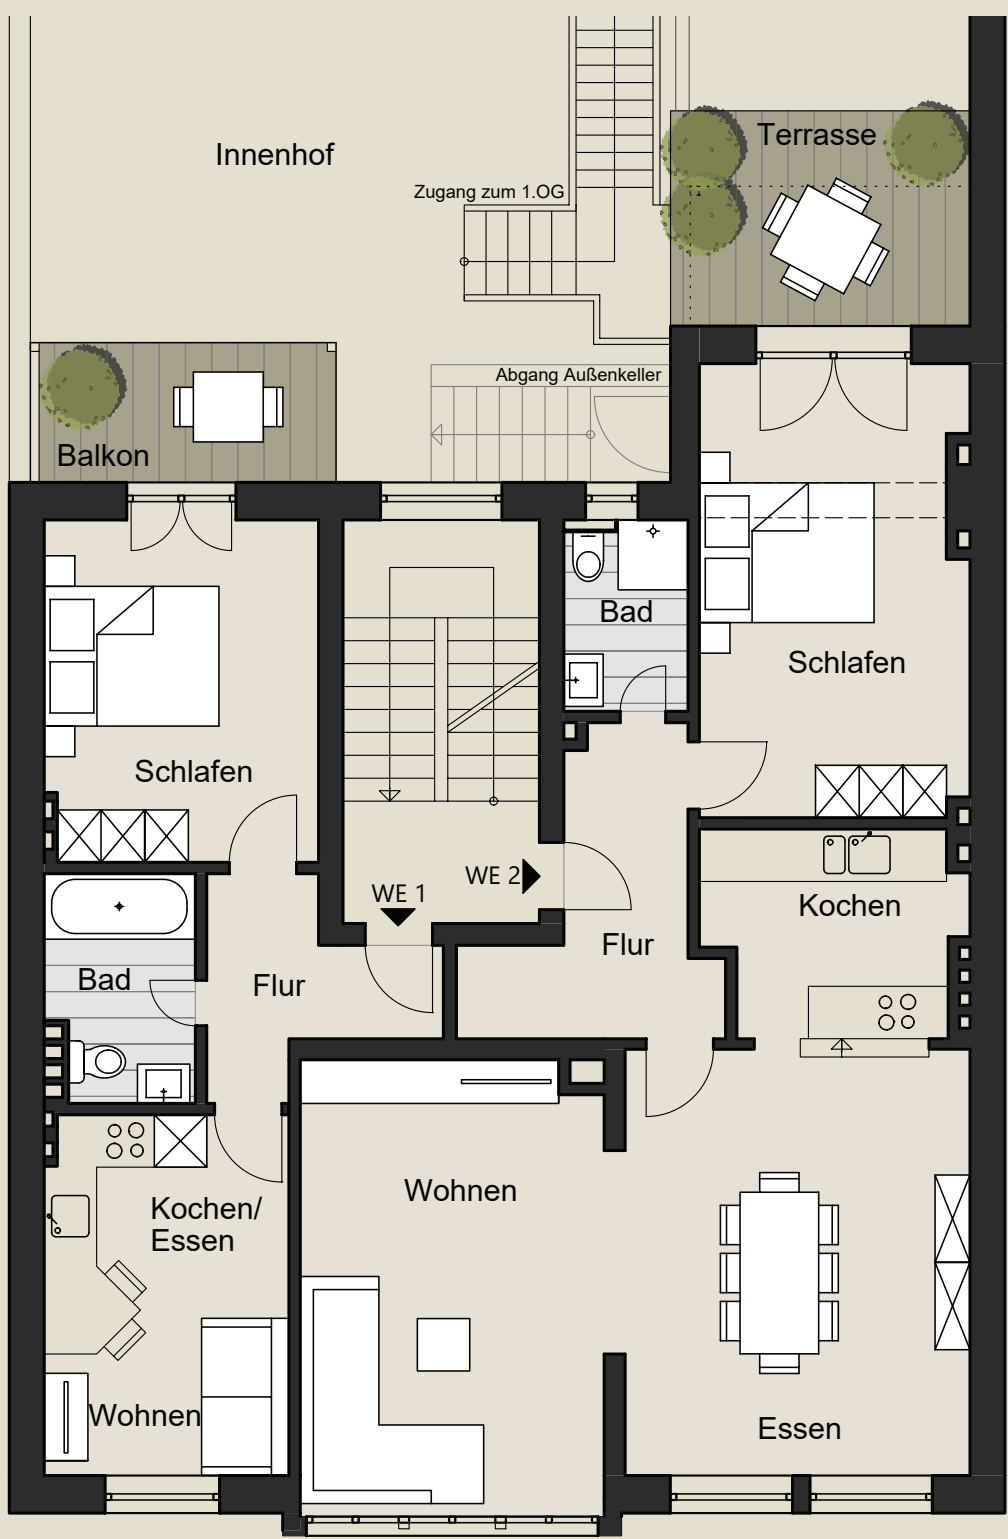 Innenhof
Terrasse
Zugang zum 1.OG
Abgang Außenkeller
Balkon
Bad
Schlafen
Schlafen
WE 2
WE 1
Kochen
Flur
Bad
Flur
Wohnen
Kochen/
Essen
Wohnen
Essen